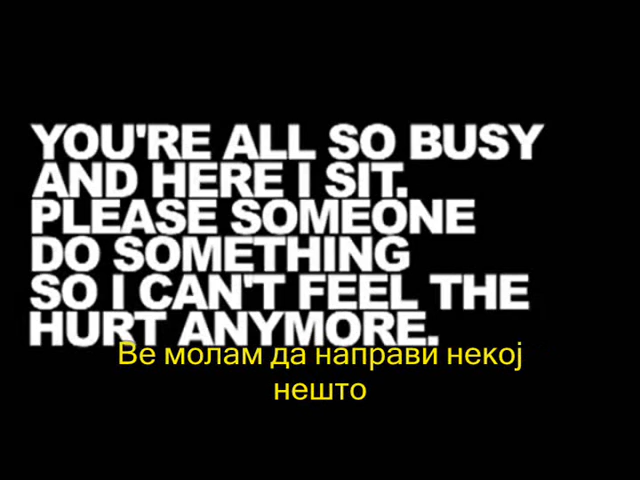 YOU'RE ALL SO BUSY
AND HERE I SIT.
PLEASE SOMEONE
DO SOMETHING
SO I CAN'T FEEL THE
HURT ANYMORE.
Ве молам да направи некој
нешто